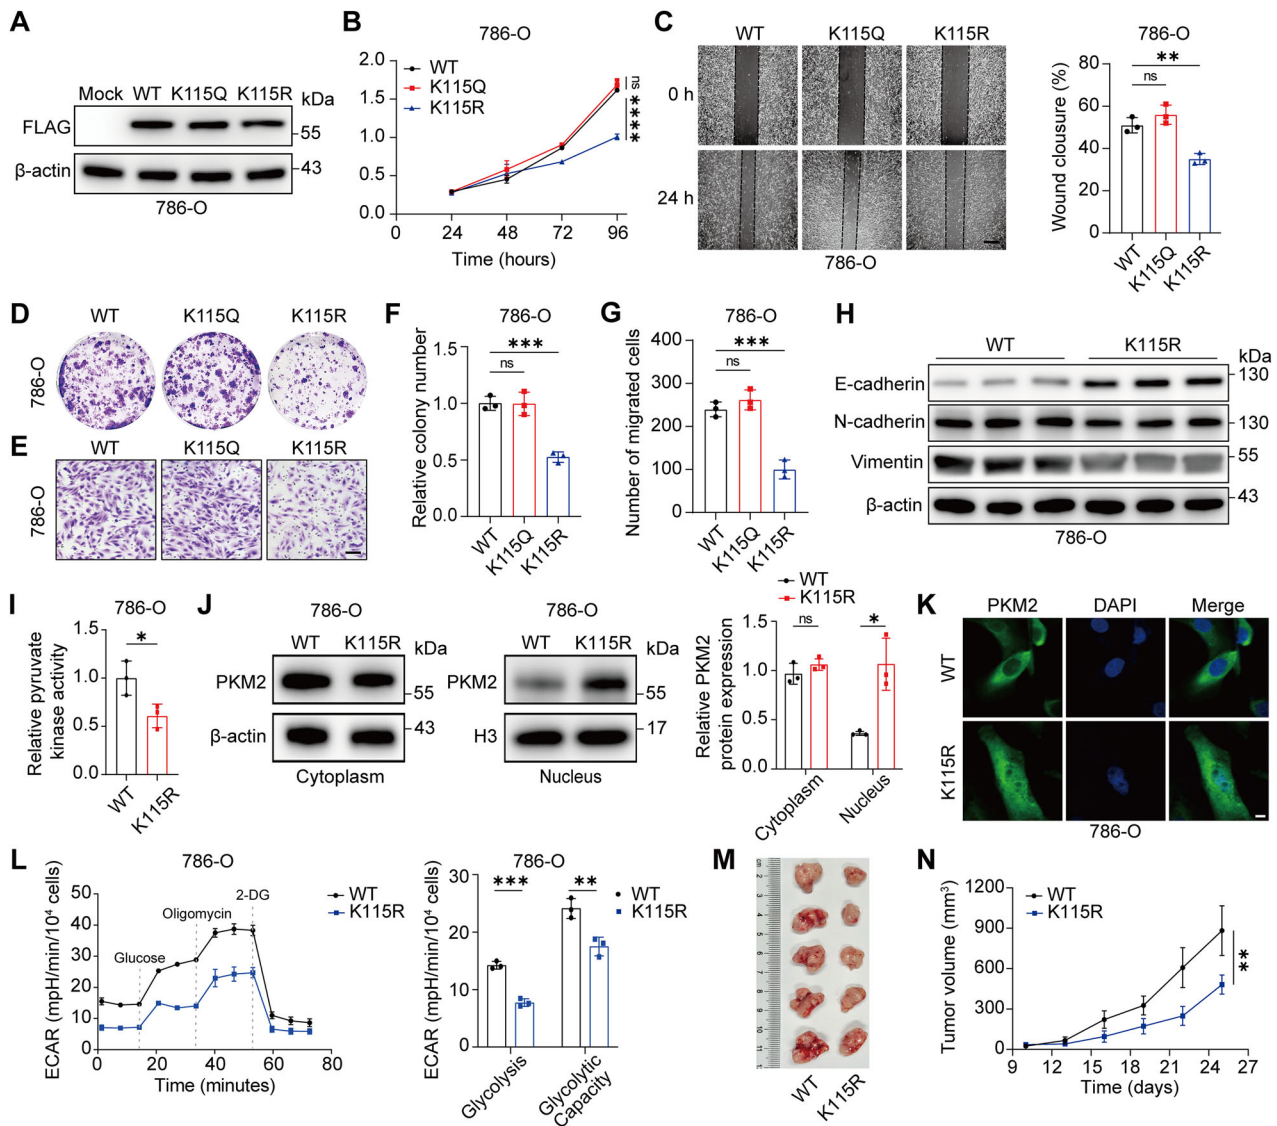 A
Mock WT K115Q K115R kDa
FLAG
55
β-actin
43
786-O
B
786-O
WT
K115Q
K115R
2.0
1.5
1.0
0.5
0.0
0 24 48 72 96
Time (hours)
ns
****
C
WT K115Q K115R
0 h
24 h
786-O
786-O
**
ns
Wound clousure (%)
80
60
40
20
0
WT
K115Q
K115R
D
WT K115Q K115R
786-O
E
WT K115Q K115R
786-O
F
786-O
***
ns
Relative colony number
1.5
1.0
0.5
0.0
WT
K115Q
K115R
G
786-O
***
ns
Number of migrated cells
400
300
200
100
0
WT
K115Q
K115R
H
WT K115R
kDa
E-cadherin
130
N-cadherin
130
Vimentin
55
β-actin
43
786-O
I
786-O
*
Relative pyruvate
kinase activity
1.5
1.0
0.5
0.0
WT
K115R
J
786-O
WT K115R kDa
PKM2
55
β-actin
43
Cytoplasm
786-O
WT K115R kDa
PKM2
55
H3
17
Nucleus
WT
K115R
ns
*
Relative PKM2
protein expression
1.5
1.0
0.5
0.0
Cytoplasm
Nucleus
K
PKM2 DAPI Merge
WT
K115R
786-O
L
786-O
ECAR (mpH/min/10⁴ cells)
50
40
30
20
10
0
0 20 40 60 80
Time (minutes)
Glucose
Oligomycin
2-DG
WT
K115R
786-O
***
**
WT
K115R
ECAR (mpH/min/10⁴ cells)
30
20
10
0
Glycolysis
Glycolytic
Capacity
M
WT
K115R
N
WT
K115R
Tumor volume (mm³)
1200
900
600
300
0
9 12 15 18 21 24 27
Time (days)
**